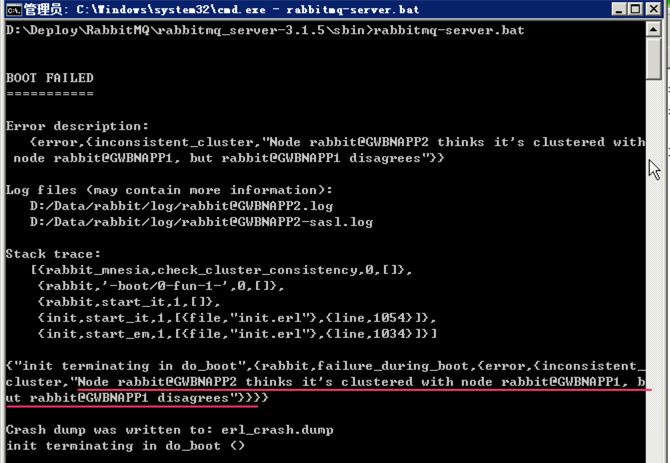 管理员: C:\Windows\system32\cmd.exe - rabbitmq-server.bat
D:\Deploy\RabbitMQ\rabbitmq_server-3.1.5\sbin>rabbitmq-server.bat
BOOT FAILED
===========
Error description:
{error,{inconsistent_cluster,"Node rabbit@GWBNAPP2 thinks it's clustered with
node rabbit@GWBNAPP1, but rabbit@GWBNAPP1 disagrees"}}
Log files (may contain more information):
D:/Data/rabbit/log/rabbit@GWBNAPP2.log
D:/Data/rabbit/log/rabbit@GWBNAPP2-sasl.log
Stack trace:
[{rabbit_mnesia,check_cluster_consistency,0,[]},
{rabbit,'-boot/0-fun-1-',0,[]},
{rabbit,start_it,1,[]},
{init,start_it,1,[{file,"init.erl"},{line,1054}]},
{init,start_em,1,[{file,"init.erl"},{line,1034}]}]
{"init terminating in do_boot",{rabbit,failure_during_boot,{error,{inconsistent_
cluster,"Node rabbit@GWBNAPP2 thinks it's clustered with node rabbit@GWBNAPP1, b
ut rabbit@GWBNAPP1 disagrees"}}}}
Crash dump was written to: erl_crash.dump
init terminating in do_boot ()